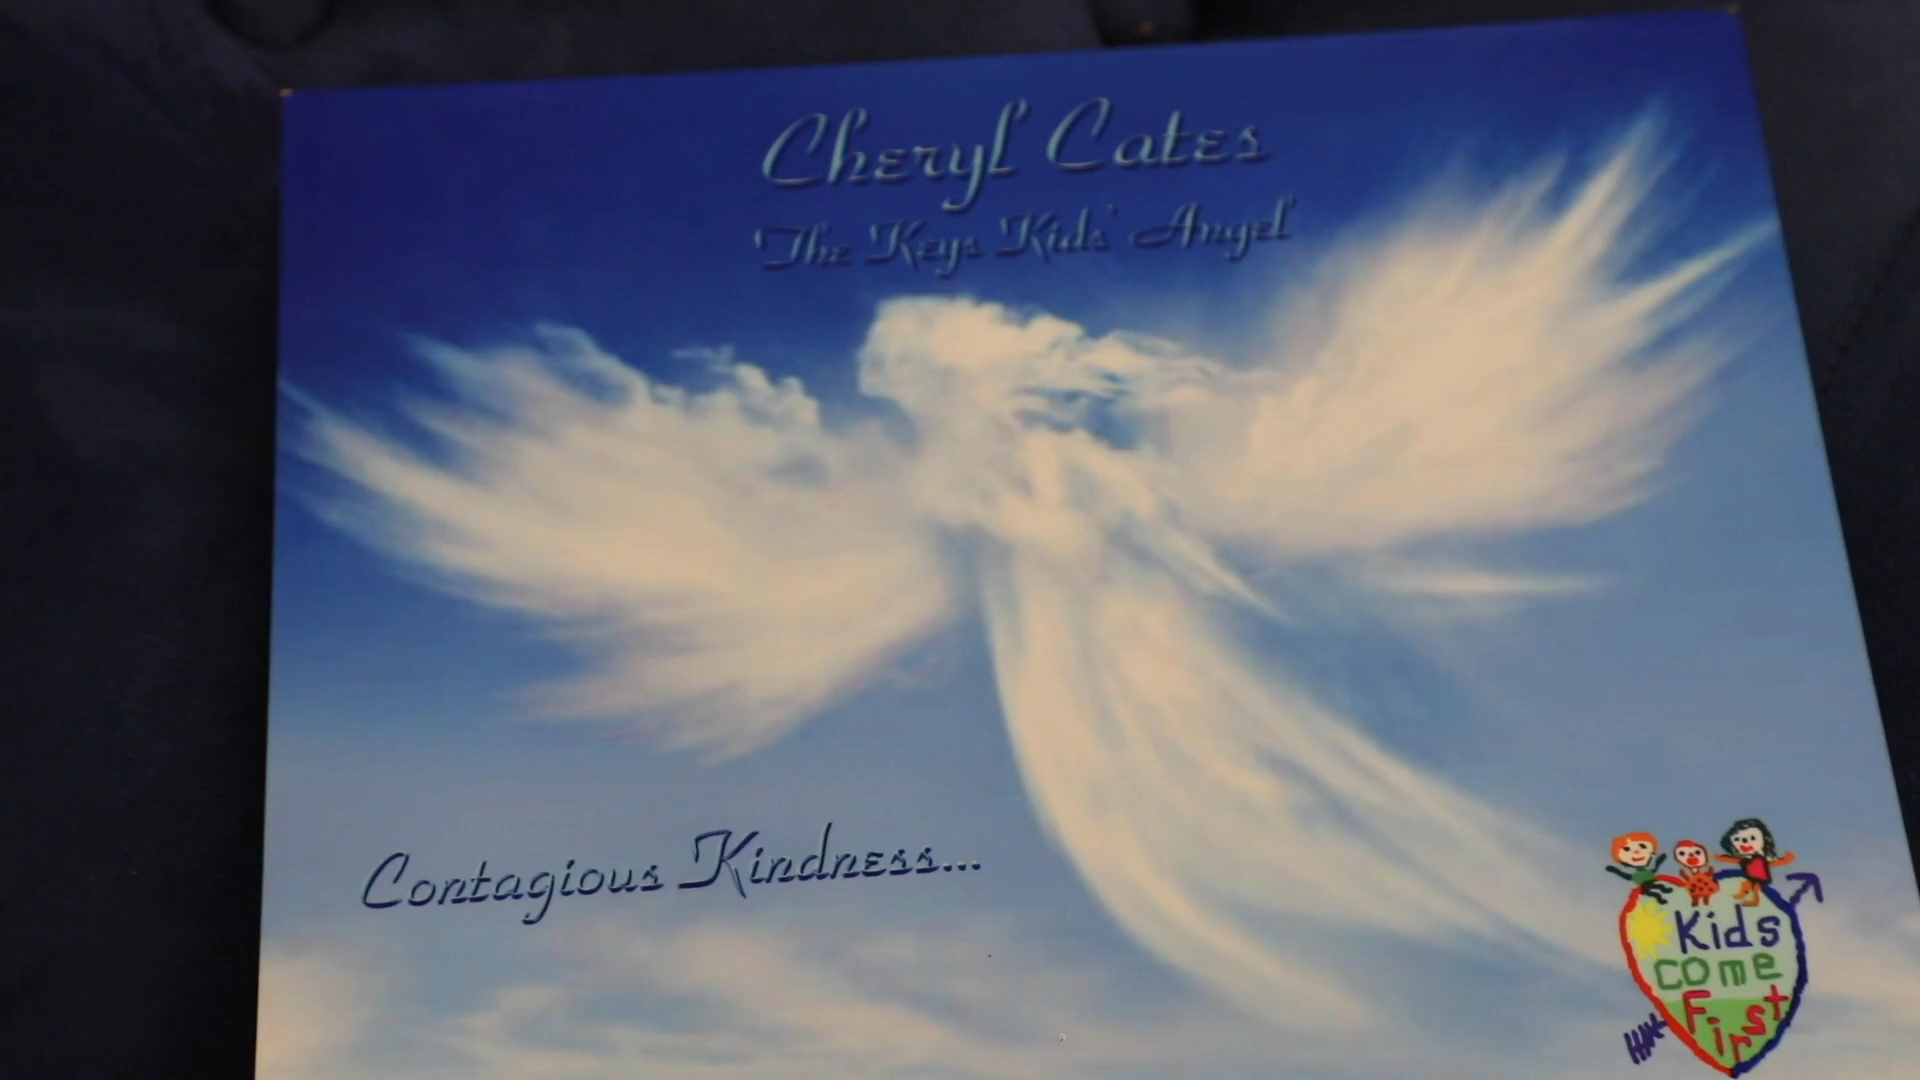 Cheryl Cates
'The Keys Kids' Angel'
Contagious Kindness...
Kids
come
First